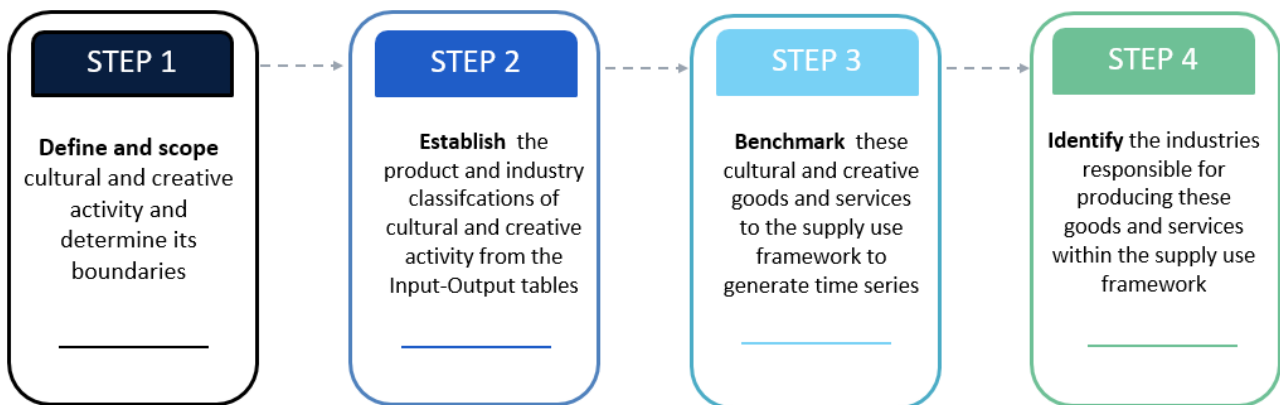 STEP 1
Define and scope
cultural and creative
activity and
determine its
boundaries
STEP 2
Establish the
product and industry
classifcations of
cultural and creative
activity from the
Input-Output tables
STEP 3
Benchmark these
cultural and creative
goods and services
to the supply use
framework to
generate time series
STEP 4
Identify the industries
responsible for
producing these
goods and services
within the supply use
framework